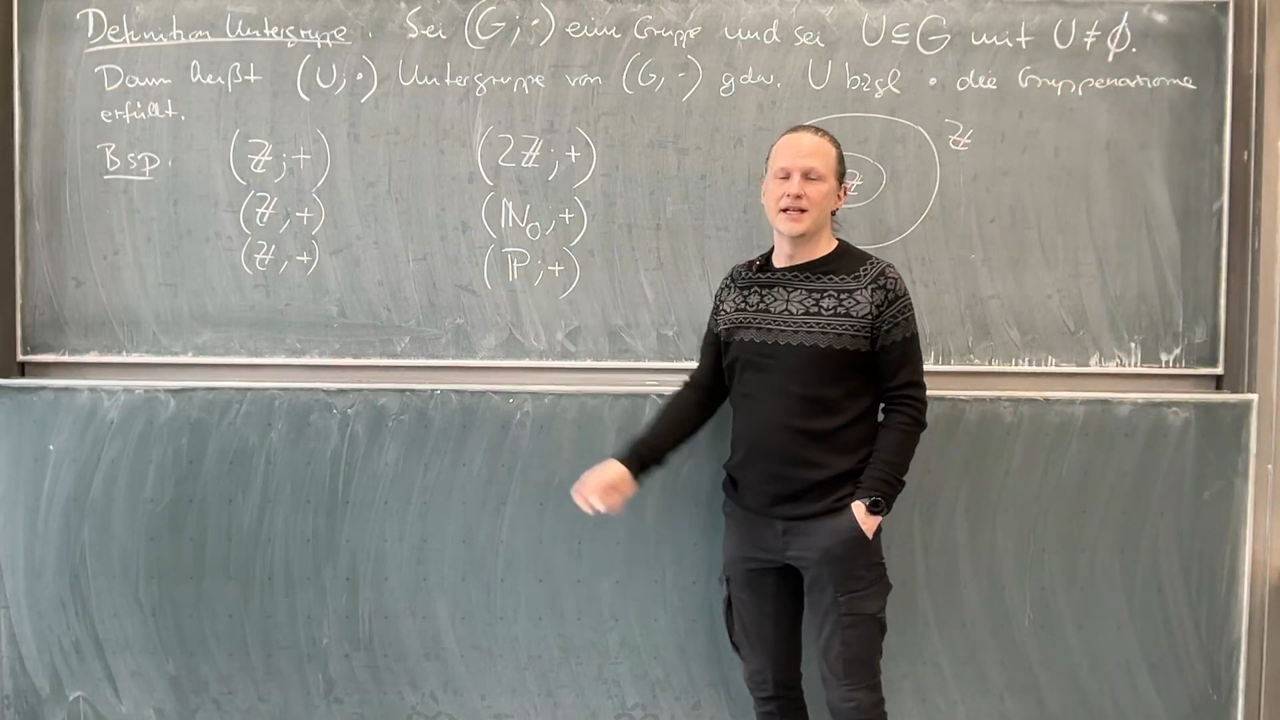 Definition Untergruppe. Sei (G;·) eine Gruppe und sei U⊆G mit U≠∅.
Dann heißt (U;·) Untergruppe von (G,·) gdw. U bzgl · die Gruppenaxiome
erfüllt.
Bsp. (ℤ;+) (2ℤ;+) ℤ
(ℤ,+) (ℕ₀;+)
(ℤ,+) (ℙ;+)